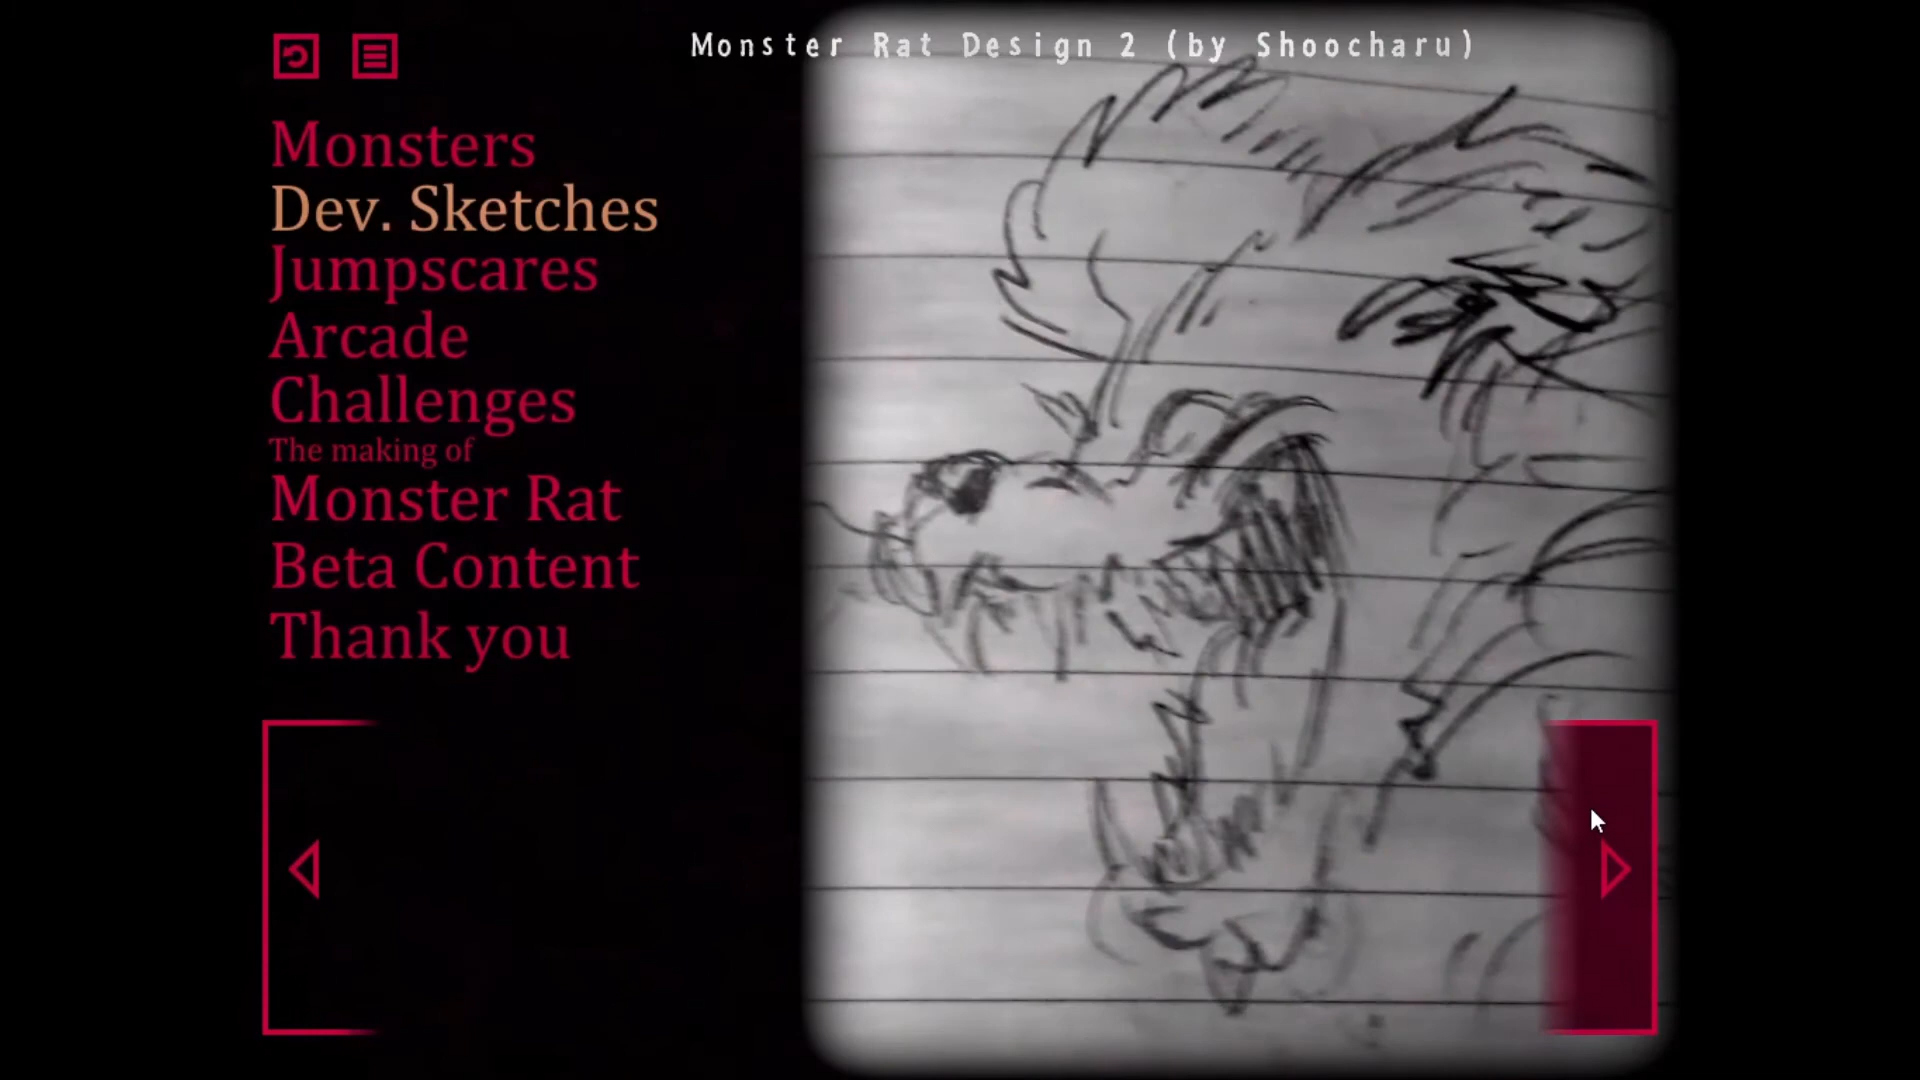 Monster Rat Design 2 (by Shoocharu)
Monsters
Dev. Sketches
Jumpscares
Arcade
Challenges
The making of
Monster Rat
Beta Content
Thank you